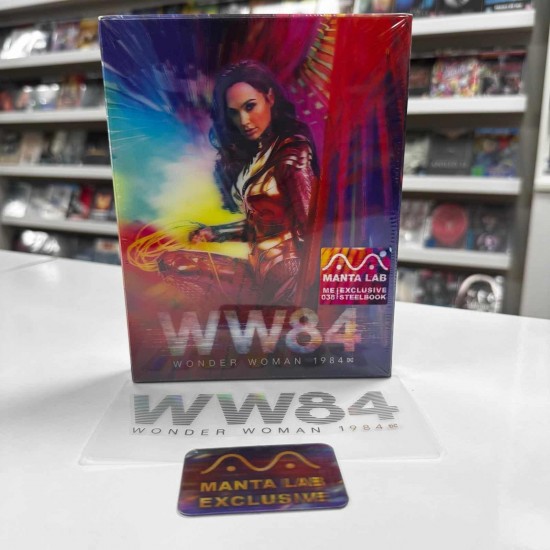 MANTA LAB
ME EXCLUSIVE
038 STEELBOOK
WW84
WONDER WOMAN 1984
WW84
WONDER WOMAN 1984
MANTA LAB
EXCLUSIVE